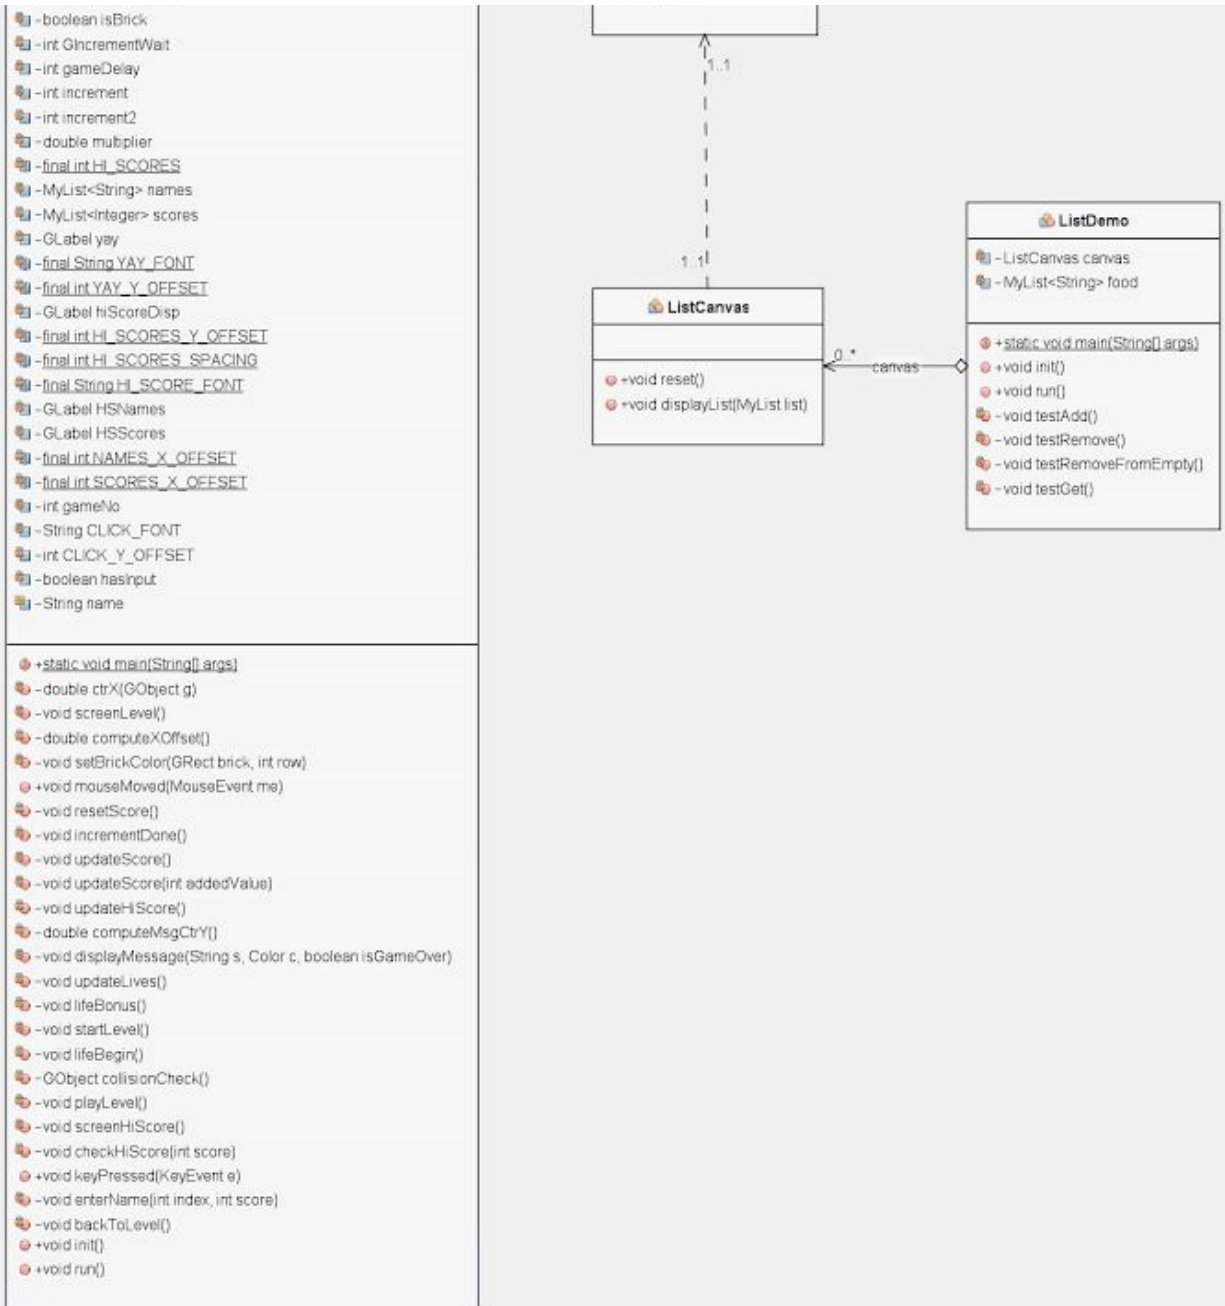 -boolean isBrick
-int GIncrementWait
-int gameDelay
-int increment
-int increment2
-double multiplier
-final int HI_SCORES
-MyList<String> names
-MyList<Integer> scores
-GLabel yay
-final String YAY_FONT
-final int YAY_Y_OFFSET
-GLabel hiScoreDisp
-final int HI_SCORES_Y_OFFSET
-final int HI_SCORES_SPACING
-final String HI_SCORE_FONT
-GLabel HSNames
-GLabel HSScores
-final int NAMES_X_OFFSET
-final int SCORES_X_OFFSET
-int gameNo
-String CLICK_FONT
-int CLICK_Y_OFFSET
-boolean hasInput
-String name
+static void main(String[] args)
-double ctrX(GObject g)
-void screenLevel()
-double computeXOffset()
-void setBrickColor(GRect brick, int row)
+void mouseMoved(MouseEvent me)
-void resetScore()
-void incrementDone()
-void updateScore()
-void updateScore(int addedValue)
-void updateHiScore()
-double computeMsgCtrY()
-void displayMessage(String s, Color c, boolean isGameOver)
-void updateLives()
-void lifeBonus()
-void startLevel()
-void lifeBegin()
-GObject collisionCheck()
-void playLevel()
-void screenHiScore()
-void checkHiScore(int score)
+void keyPressed(KeyEvent e)
-void enterName(int index, int score)
-void backToLevel()
+void init()
+void run()
1..1
1..1
ListCanvas
+void reset()
+void displayList(MyList list)
0..*
canvas
ListDemo
-ListCanvas canvas
-MyList<String> food
+static void main(String[] args)
+void init()
+void run()
-void testAdd()
-void testRemove()
-void testRemoveFromEmpty()
-void testGet()